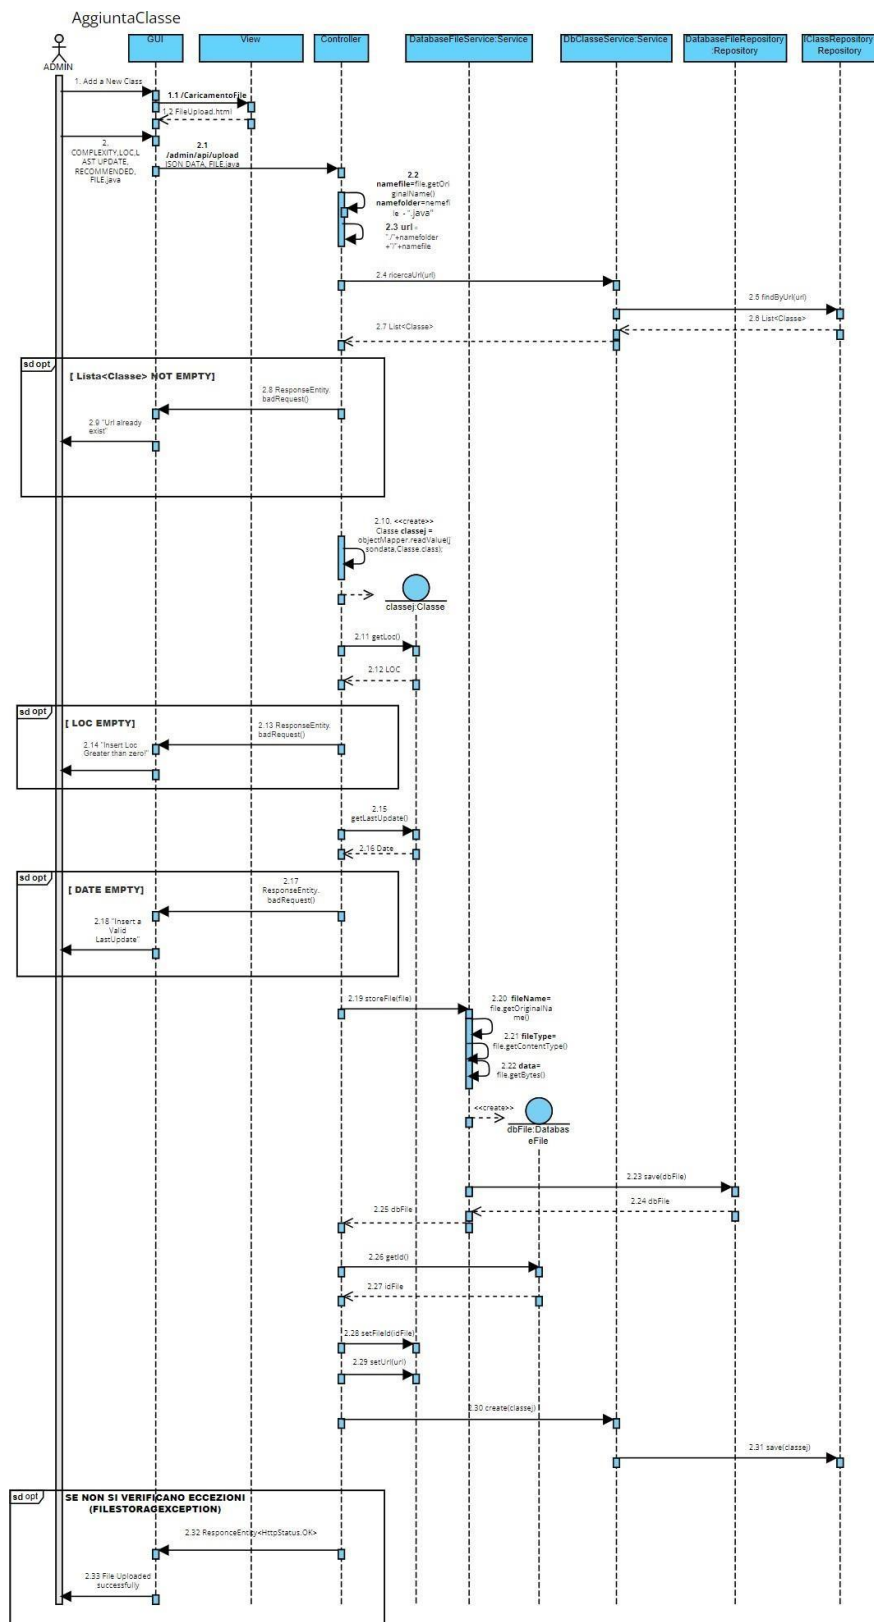 AggiuntaClasse
GUI
View
Controller
DatabaseFileService:Service
DbClasseService:Service
DatabaseFileRepository
:Repository
IClassRepository
Repository
ADMIN
1. Add a New Class
1.1 /CaricamentoFile
1.2 FileUpload.html
2.
COMPLEXITY,LOC,L
AST UPDATE,
RECOMMENDED,
FILE.java
2.1
/admin/api/upload
JSON DATA, FILE.java
2.2
namefile=file.getOri
ginalName()
namefolder=nemefi
le - ".java"
2.3 url =
"./"+namefolder
+"/"+namefile
2.4 ricercaUrl(url)
2.5 findByUrl(url)
2.6 List<Classe>
2.7 List<Classe>
sd opt
[ Lista<Classe> NOT EMPTY]
2.8 ResponseEntity.
badRequest()
2.9 "Url already
exist"
2.10. <<create>>
Classe classej =
objectMapper.readValue(j
sondata,Classe.class);
classej:Classe
2.11 getLoc()
2.12 LOC
sd opt
[ LOC EMPTY]
2.13 ResponseEntity.
badRequest()
2.14 "Insert Loc
Greater than zero!"
2.15
getLastUpdate()
2.16 Date
sd opt
[ DATE EMPTY]
2.17
ResponseEntity.
badRequest()
2.18 "Insert a
Valid
LastUpdate"
2.19 storeFile(file)
2.20 fileName=
file.getOriginalNa
me()
2.21 fileType=
file.getContentType()
2.22 data=
file.getBytes()
<<create>>
dbFile:Databas
eFile
2.23 save(dbFile)
2.24 dbFile
2.25 dbFile
2.26 getId()
2.27 idFile
2.28 setFileId(idFile)
2.29 setUrl(url)
2.30 create(classej)
2.31 save(classej)
sd opt
SE NON SI VERIFICANO ECCEZIONI
(FILESTORAGEXCEPTION)
2.32 ResponceEntity<HttpStatus.OK>
2.33 File Uploaded
successfully